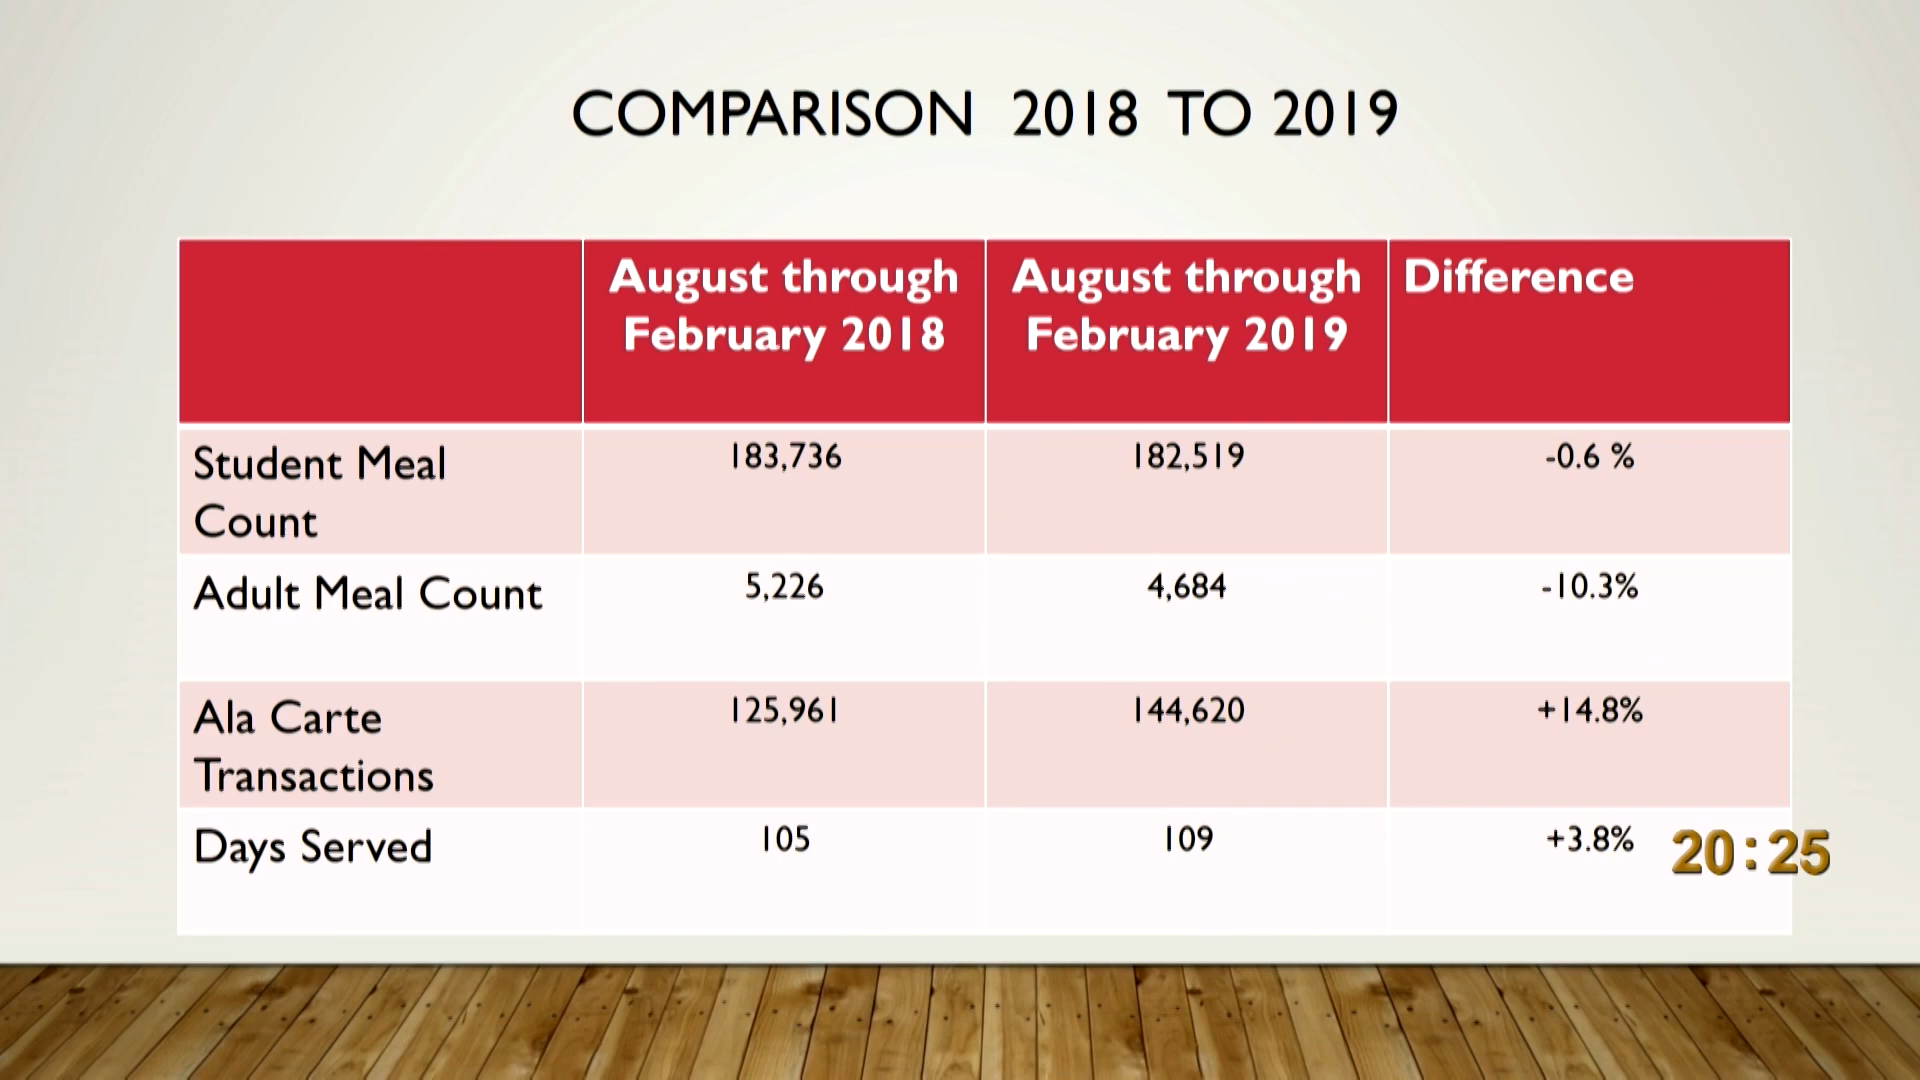 COMPARISON 2018 TO 2019
August through
February 2018
August through
February 2019
Difference
Student Meal
Count
183,736
182,519
-0.6 %
Adult Meal Count
5,226
4,684
-10.3%
Ala Carte
Transactions
125,961
144,620
+14.8%
Days Served
105
109
+3.8%
20:25